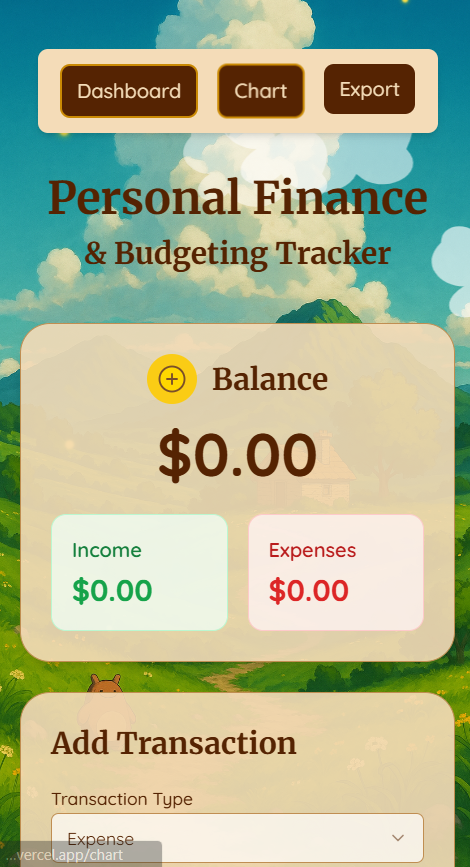 Dashboard Chart Export
Personal Finance
& Budgeting Tracker
Balance
$0.00
Income Expenses
$0.00 $0.00
Add Transaction
Transaction Type
Expense
...vercel.app/chart